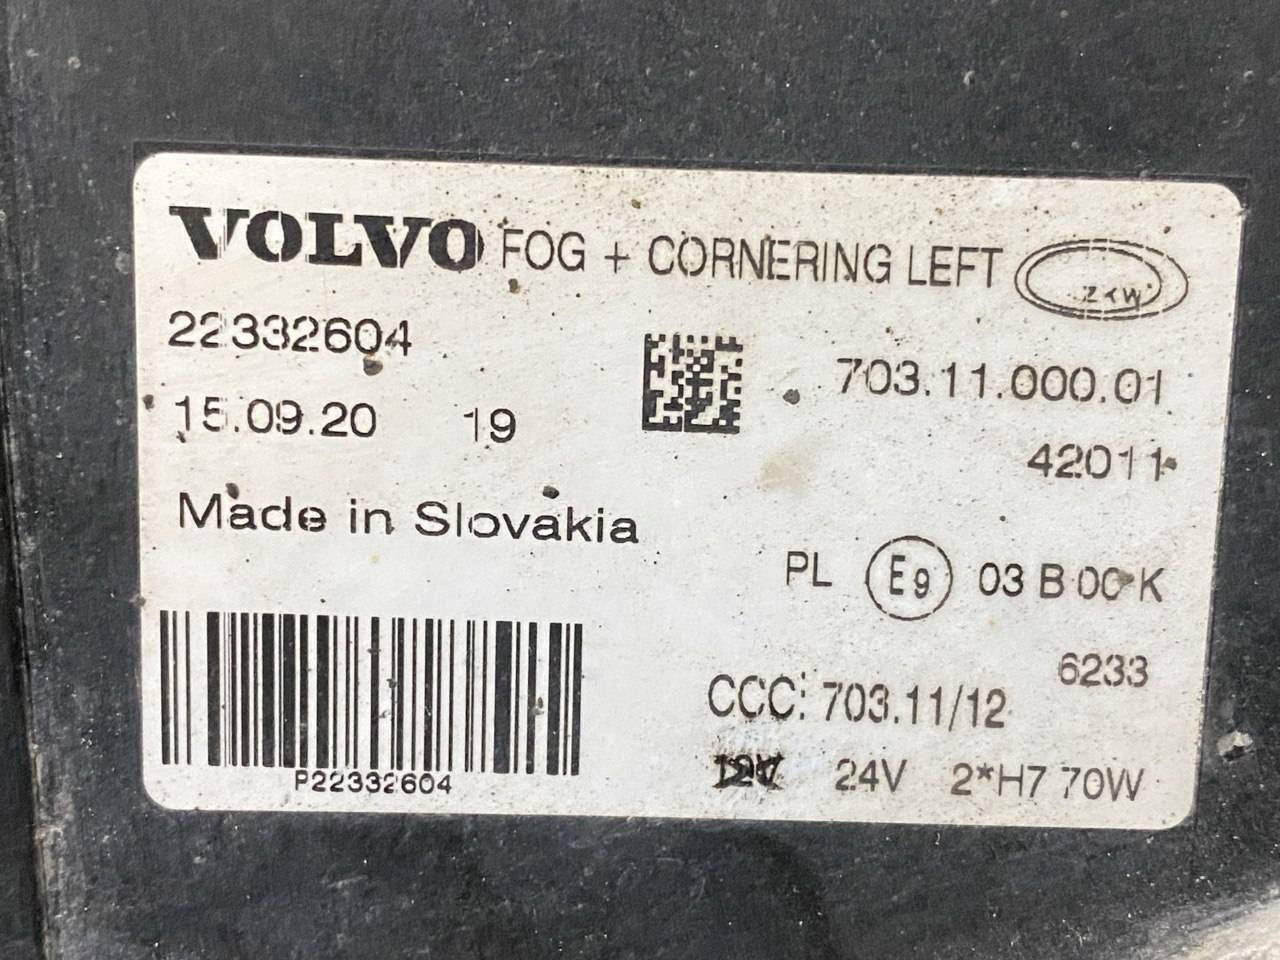 VOLVO FOG + CORNERING LEFT ZKW
22332604
703.11.000.01
15.09.20 19
42011
Made in Slovakia
PL E9 03 B 00 K
6233
CCC: 703.11/12
12V 24V 2*H7 70W
P22332604